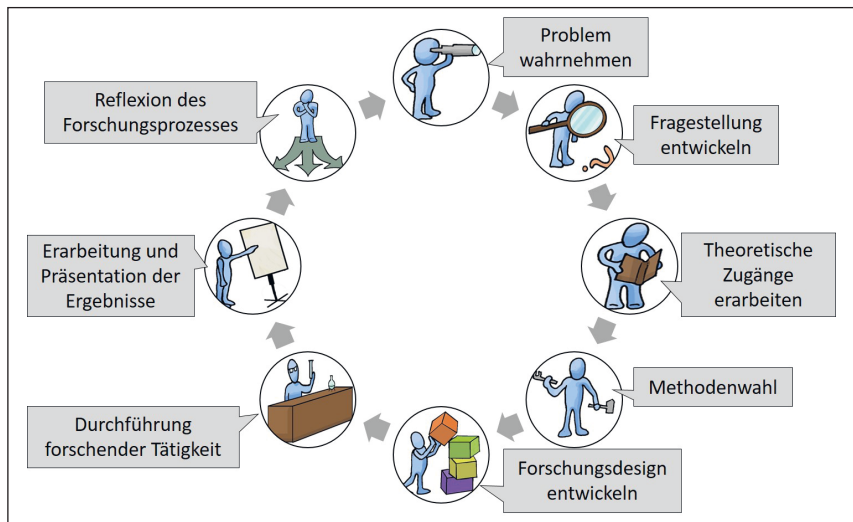 Problem
wahrnehmen
Fragestellung
entwickeln
Theoretische
Zugänge
erarbeiten
Methodenwahl
Forschungsdesign
entwickeln
Durchführung
forschender Tätigkeit
Erarbeitung und
Präsentation der
Ergebnisse
Reflexion des
Forschungsprozesses